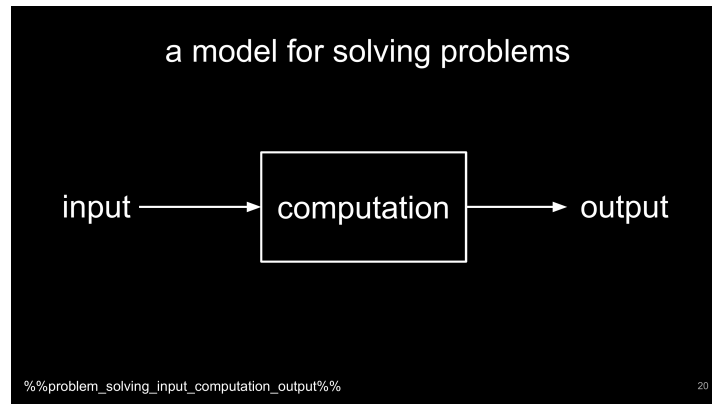 a model for solving problems
input computation output
%%problem_solving_input_computation_output%%
20